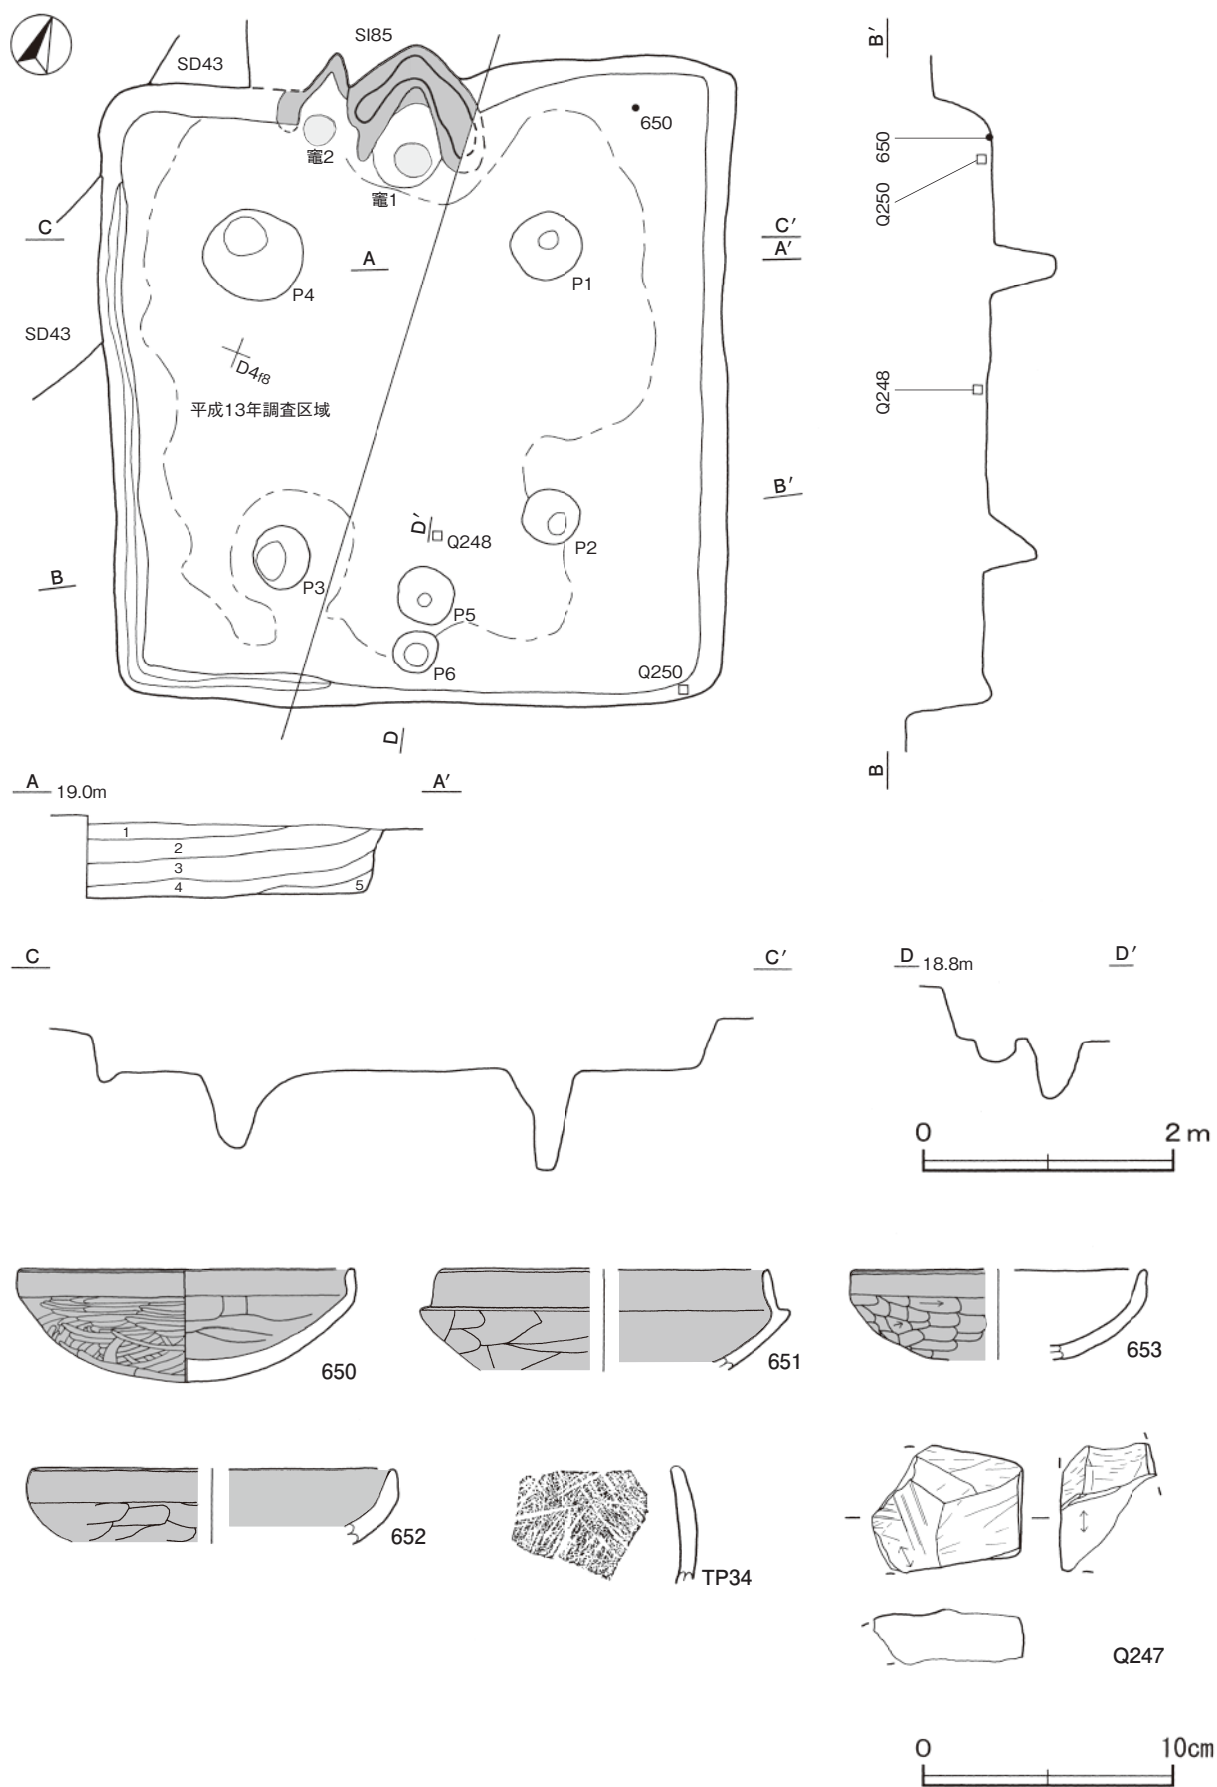 SI85
SD43
650
竈2
竈1
C
C′
A′
A
P4
P1
SD43
D4f8
平成13年調査区域
B′
D′
Q248
P2
B
P3
P5
P6
Q250
D
B′
650
Q250
Q248
B
A 19.0m
A′
1
2
3
4
5
C
C′
D 18.8m
D′
0 2m
650
651
653
652
TP34
Q247
0 10cm